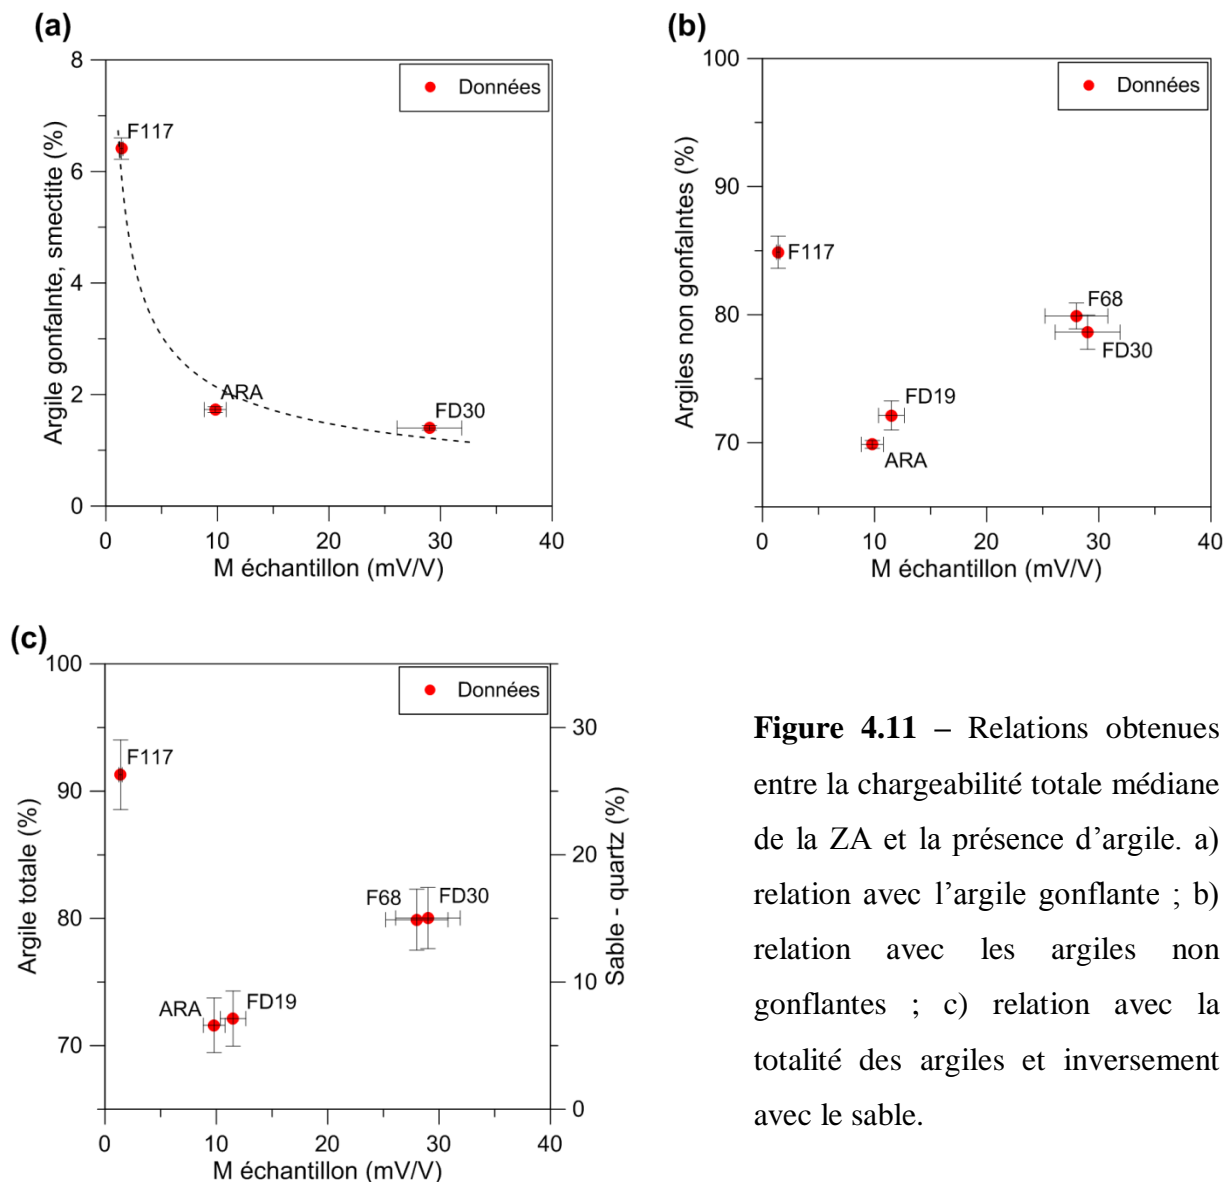 (a)
8
6
4
2
0
Argile gonfalnte, smectite (%)
Données
F117
ARA
FD30
0
10
20
30
40
M échantillon (mV/V)
(b)
100
90
80
70
Argiles non gonfalntes (%)
Données
F117
F68
FD30
FD19
ARA
0
10
20
30
40
M échantillon (mV/V)
(c)
100
90
80
70
Argile totale (%)
Données
F117
F68
FD30
ARA
FD19
30
20
10
0
Sable - quartz (%)
0
10
20
30
40
M échantillon (mV/V)
Figure 4.11 – Relations obtenues
entre la chargeabilité totale médiane
de la ZA et la présence d’argile. a)
relation avec l’argile gonflante ; b)
relation avec les argiles non
gonflantes ; c) relation avec la
totalité des argiles et inversement
avec le sable.